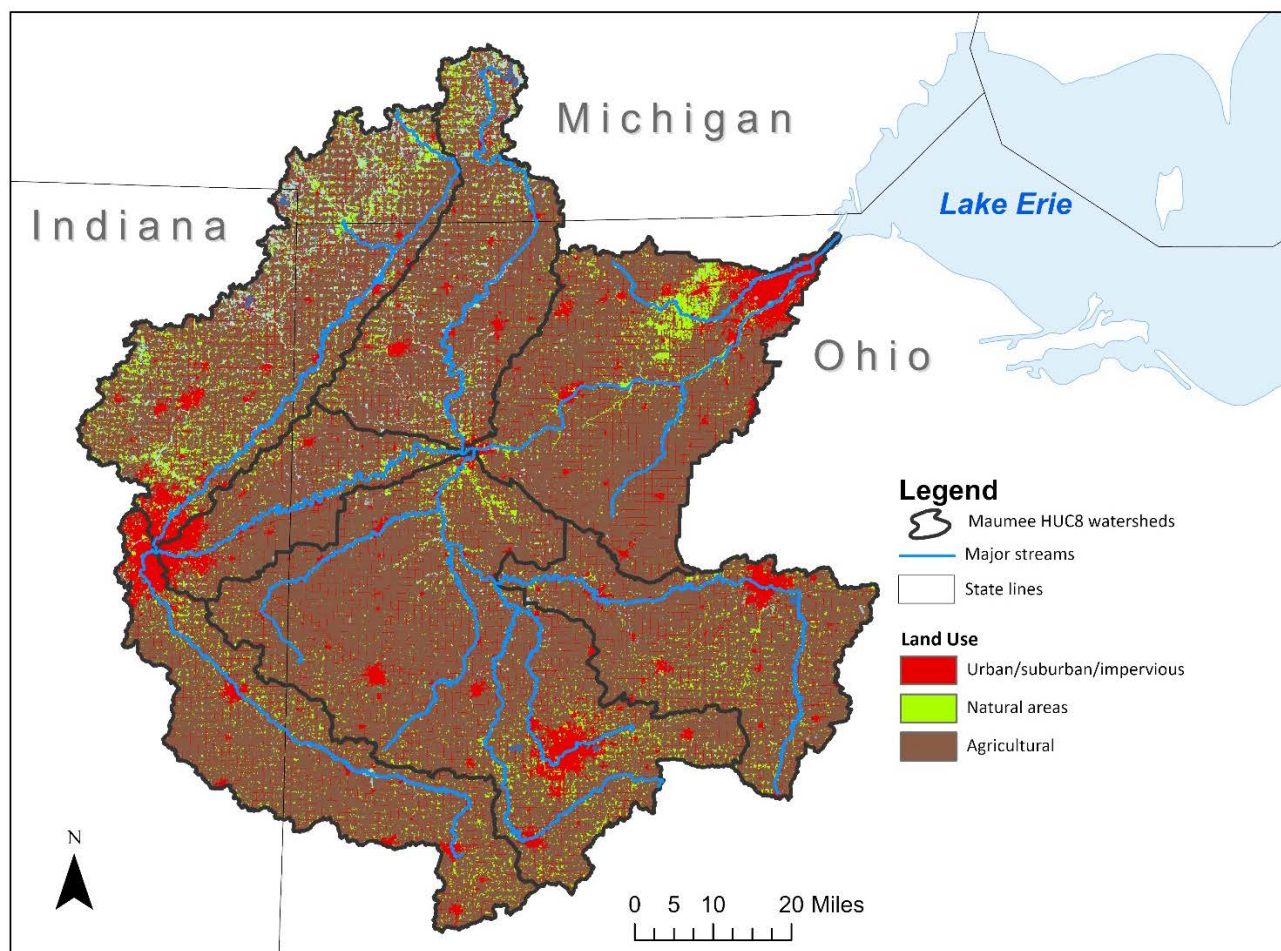 Michigan
Indiana
Lake Erie
Ohio
Legend
Maumee HUC8 watersheds
Major streams
State lines
Land Use
Urban/suburban/impervious
Natural areas
Agricultural
N
0 5 10 20 Miles